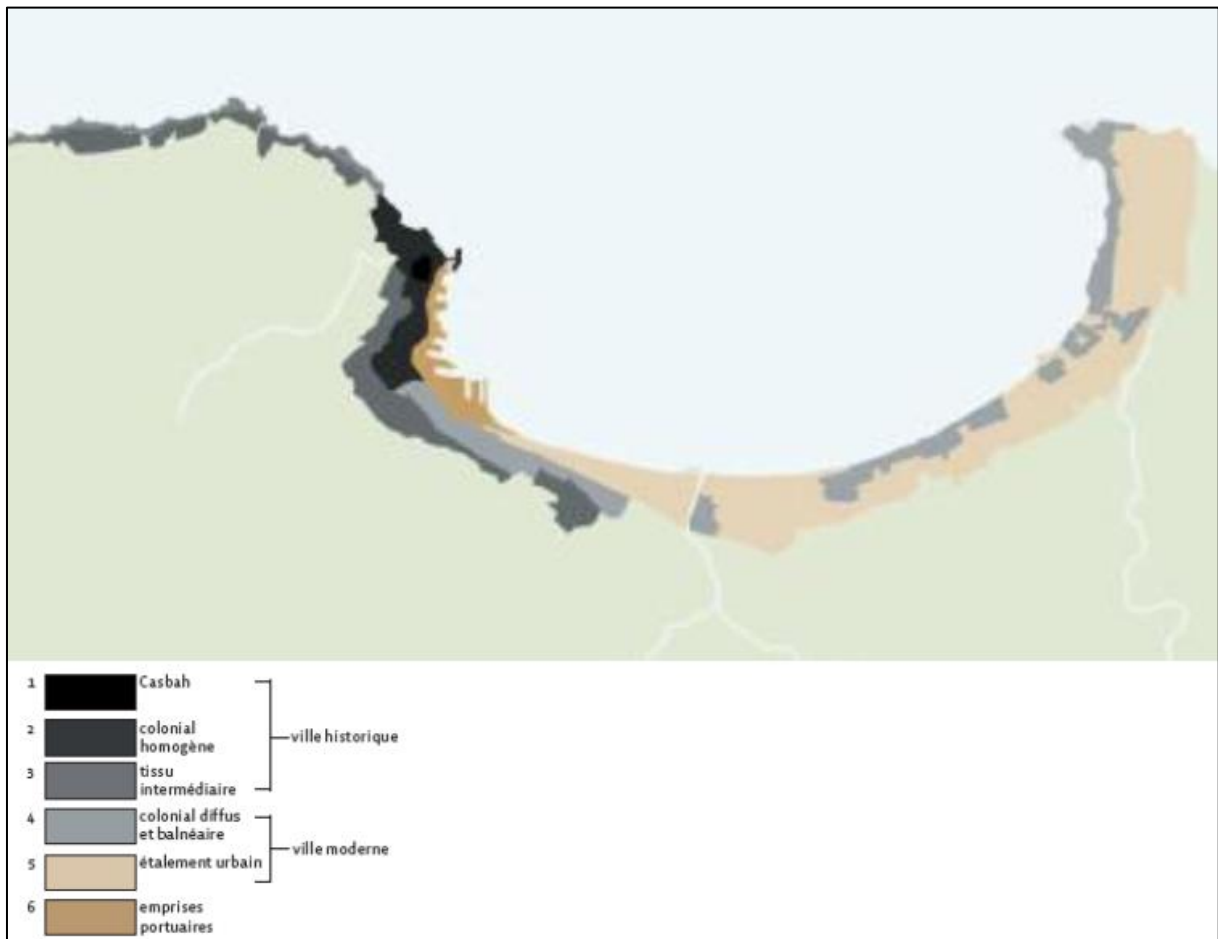 1 Casbah
2 colonial
homogène
ville historique
3 tissu
intermédiaire
4 colonial diffus
et balnéaire
ville moderne
5 étalement urbain
6 emprises
portuaires